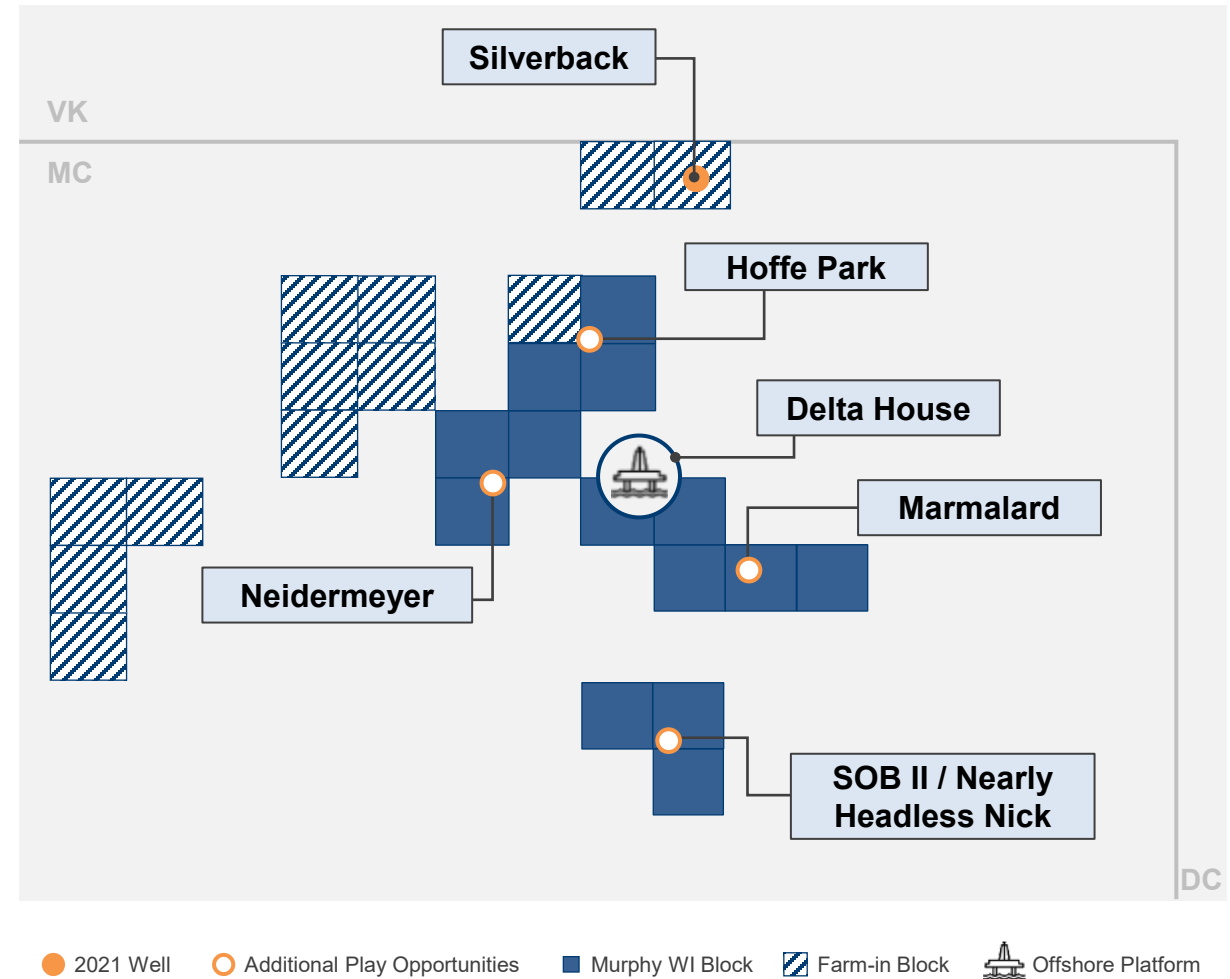 Silverback
VK
MC
Hoffe Park
Delta House
Marmalard
Neidermeyer
SOB II / Nearly
Headless Nick
DC
2021 Well
Additional Play Opportunities
Murphy WI Block
Farm-in Block
Offshore Platform